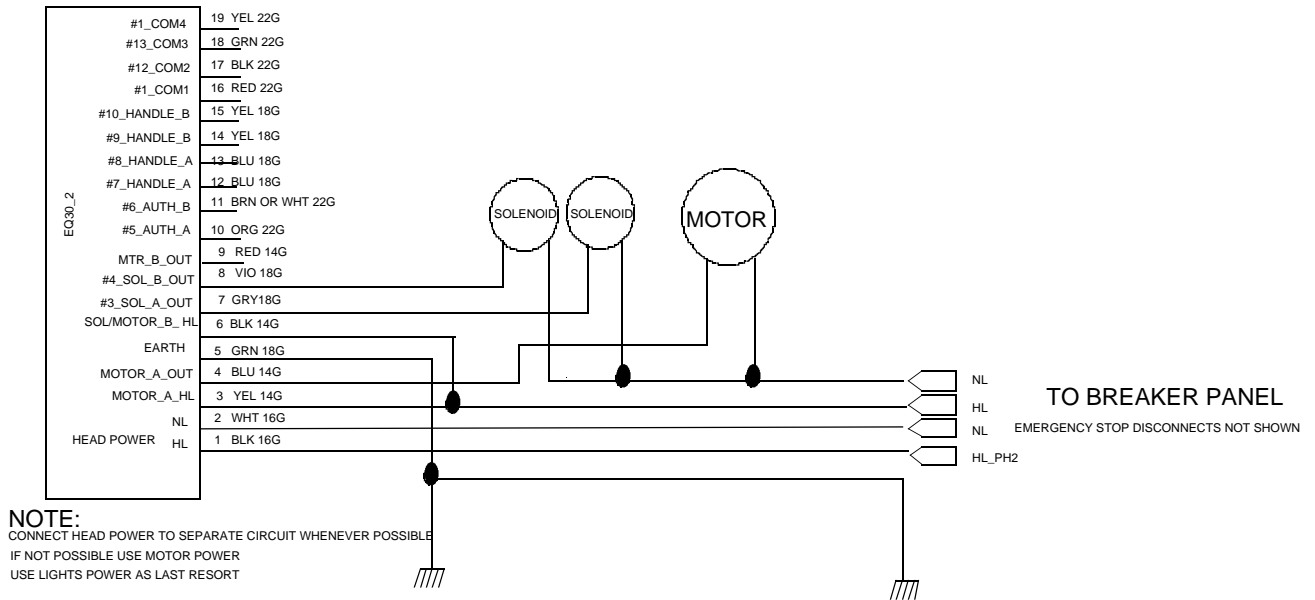 #1_COM4 19 YEL 22G
#13_COM3 18 GRN 22G
#12_COM2 17 BLK 22G
#1_COM1 16 RED 22G
#10_HANDLE_B 15 YEL 18G
#9_HANDLE_B 14 YEL 18G
#8_HANDLE_A 13 BLU 18G
#7_HANDLE_A 12 BLU 18G
#6_AUTH_B 11 BRN OR WHT 22G
#5_AUTH_A 10 ORG 22G
MTR_B_OUT 9 RED 14G
#4_SOL_B_OUT 8 VIO 18G
#3_SOL_A_OUT 7 GRY18G
SOL/MOTOR_B_ HL 6 BLK 14G
EARTH 5 GRN 18G
MOTOR_A_OUT 4 BLU 14G
MOTOR_A_HL 3 YEL 14G
NL 2 WHT 16G
HEAD POWER HL 1 BLK 16G
EQ30_2
SOLENOID
SOLENOID
MOTOR
NL
HL
NL
HL_PH2
TO BREAKER PANEL
EMERGENCY STOP DISCONNECTS NOT SHOWN
NOTE:
CONNECT HEAD POWER TO SEPARATE CIRCUIT WHENEVER POSSIBLE
IF NOT POSSIBLE USE MOTOR POWER
USE LIGHTS POWER AS LAST RESORT